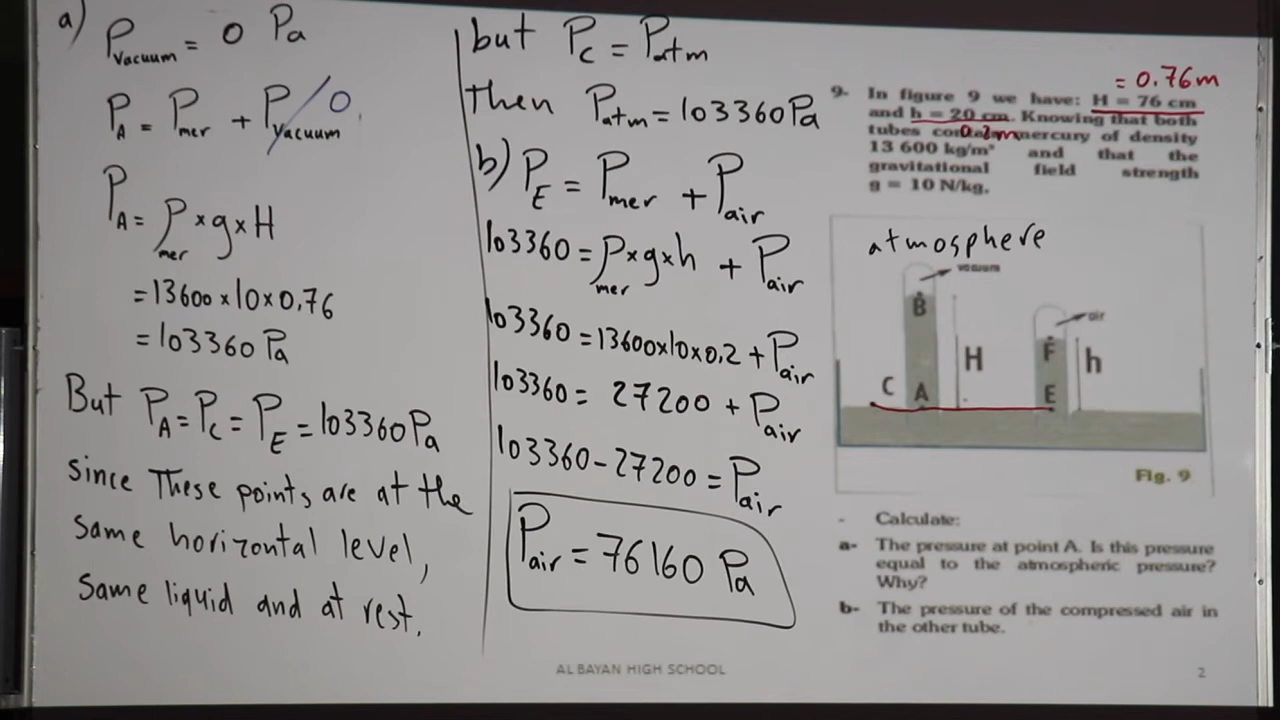 a) P_vacuum = 0 Pa
P_A = P_mer + P_vacuum 0
P_A = ρ_mer × g × H
= 13600 × 10 × 0.76
= 103360 Pa
But P_A = P_C = P_E = 103360 Pa
since These points are at the
same horizontal level,
same liquid and at rest.
but P_C = P_atm
then P_atm = 103360 Pa
b) P_E = P_mer + P_air
103360 = ρ_mer × g × h + P_air
103360 = 13600 × 10 × 0.2 + P_air
103360 = 27200 + P_air
103360 - 27200 = P_air
P_air = 76160 Pa
= 0.76m
9- In figure 9 we have: H = 76 cm
and h = 20 cm. Knowing that both
0.2m
tubes mercury of density
13 600 kg/m³ and that the
gravitational field strength
g = 10 N/kg.
atmosphere
vacuum
B
air
F
H
h
C
A
E
Fig. 9
- Calculate:
a- The pressure at point A. Is this pressure
equal to the atmospheric pressure?
Why?
b- The pressure of the compressed air in
the other tube.
AL BAYAN HIGH SCHOOL
2